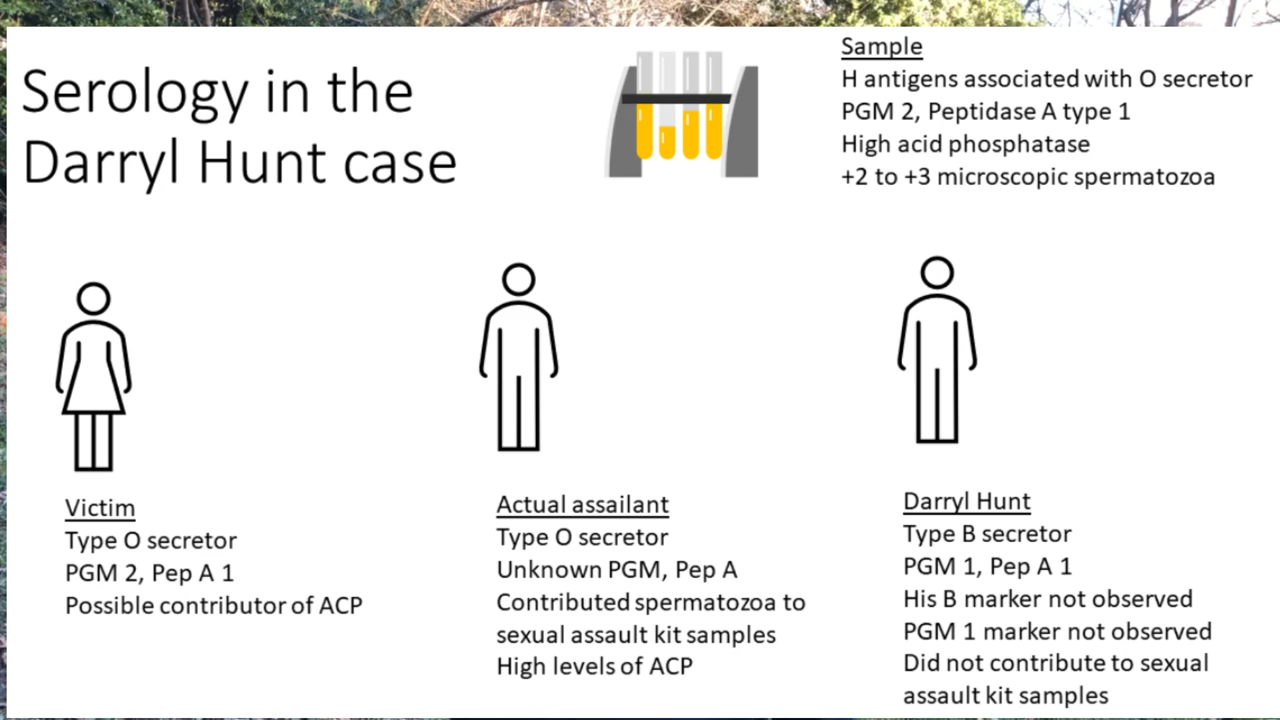 Serology in the
Darryl Hunt case
Sample
H antigens associated with O secretor
PGM 2, Peptidase A type 1
High acid phosphatase
+2 to +3 microscopic spermatozoa
Victim
Type O secretor
PGM 2, Pep A 1
Possible contributor of ACP
Actual assailant
Type O secretor
Unknown PGM, Pep A
Contributed spermatozoa to
sexual assault kit samples
High levels of ACP
Darryl Hunt
Type B secretor
PGM 1, Pep A 1
His B marker not observed
PGM 1 marker not observed
Did not contribute to sexual
assault kit samples